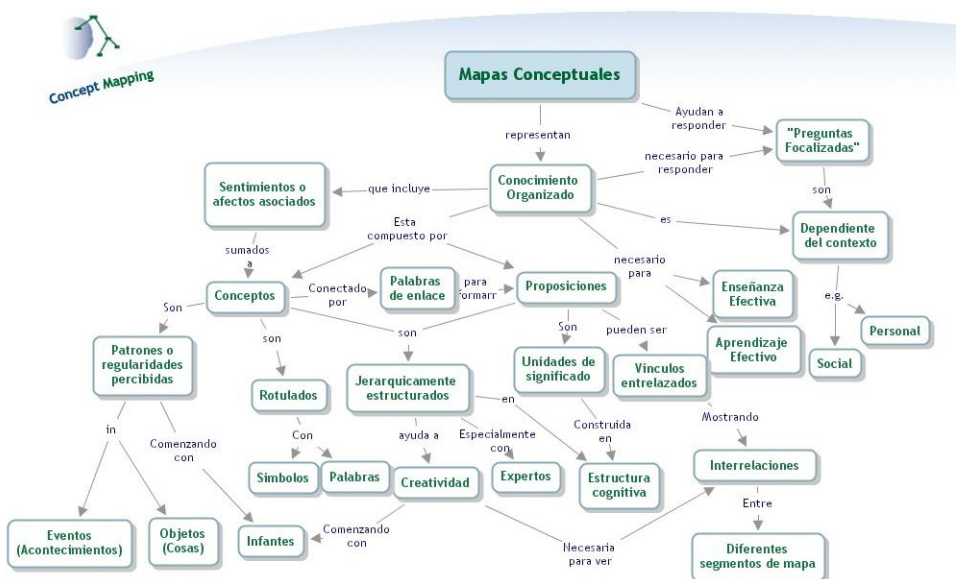 Concept Mapping
Mapas Conceptuales
Ayudan a
responder
representan
"Preguntas
Focalizadas"
necesario para
responder
Conocimiento
Organizado
que incluye
Sentimientos o
afectos asociados
son
Esta
compuesto por
es
Dependiente
del contexto
sumados
a
necesario
para
Conceptos
Conectado
por
Palabras
de enlace
para
formarr
Proposiciones
Enseñanza
Efectiva
e.g.
Son
son
son
Son
pueden ser
Aprendizaje
Efectivo
Personal
Social
Patrones o
regularidades
percibidas
Rotulados
Jerarquicamente
estructurados
Unidades de
significado
Vinculos
entrelazados
en
Mostrando
in
Comenzando
con
Con
ayuda a
Especialmente
con
Construida
en
Simbolos
Palabras
Creatividad
Expertos
Estructura
cognitiva
Interrelaciones
Eventos
(Acontecimientos)
Objetos
(Cosas)
Infantes
Comenzando
con
Necesaria
para ver
Entre
Diferentes
segmentos de mapa